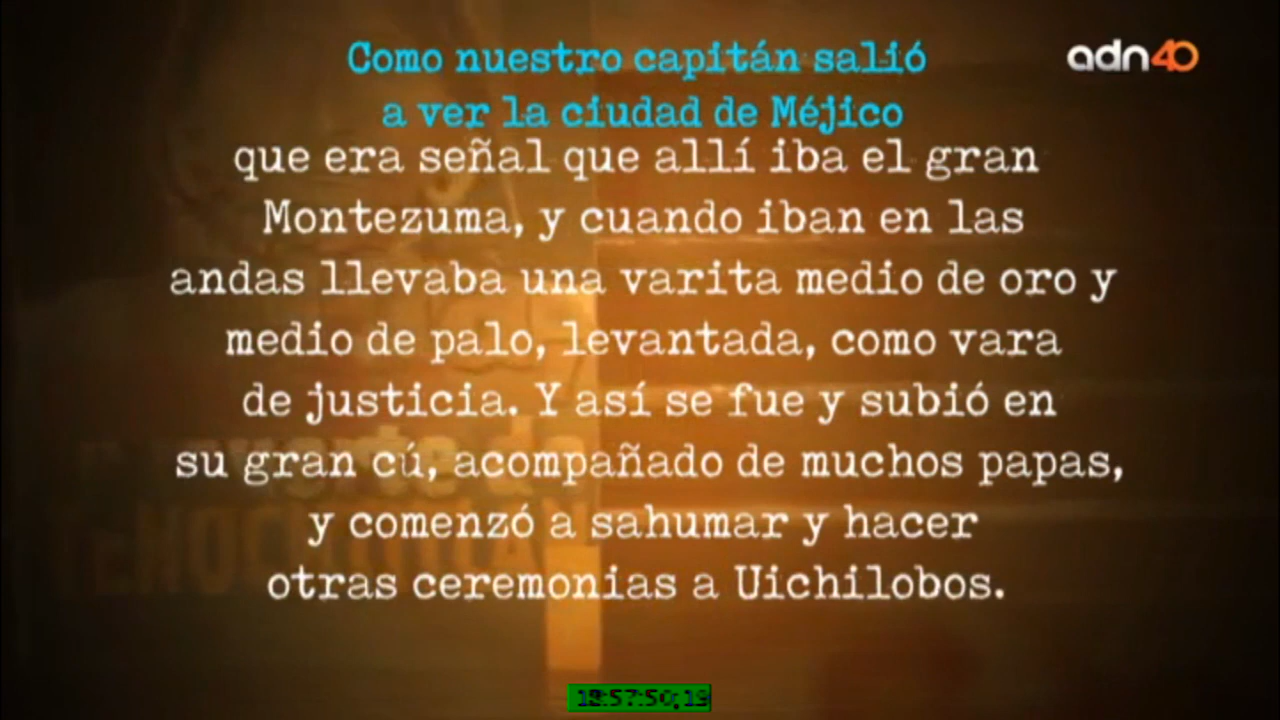 Como nuestro capitán salió
adn40
a ver la ciudad de Méjico
que era señal que allí iba el gran
Montezuma, y cuando iban en las
andas llevaba una varita medio de oro y
medio de palo, levantada, como vara
de justicia. Y así se fue y subió en
su gran cú, acompañado de muchos papas,
y comenzó a sahumar y hacer
otras ceremonias a Uichilobos.